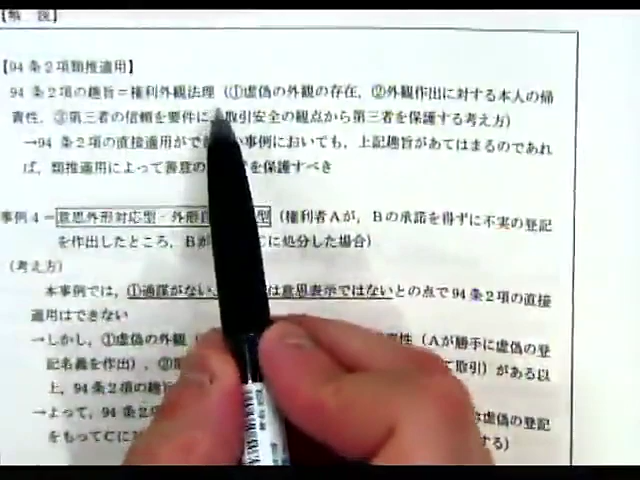 【解説】
【94条2項類推適用】
94条2項の趣旨=権利外観法理(①虚偽の外観の存在、②外観作出に対する本人の帰
責性、③第三者の信頼を要件に 取引安全の観点から第三者を保護する考え方)
→94条2項の直接適用がで 事例においても、上記趣旨があてはまるのであれ
ば、類推適用によって善意の を保護すべき
事例4=意思外形対応型・外形 型(権利者Aが、Bの承諾を得ずに不実の登記
を作出したところ、Bが Cに処分した場合)
(考え方)
本事例では、①通謀がない は意思表示ではないとの点で94条2項の直接
適用はできない
→しかし、①虚偽の外観 性(Aが勝手に虚偽の登
記名義を作出)、 て取引)がある以
上、94条2項の趣旨
→よって、94条2項 虚偽の登記
をもってCに する)